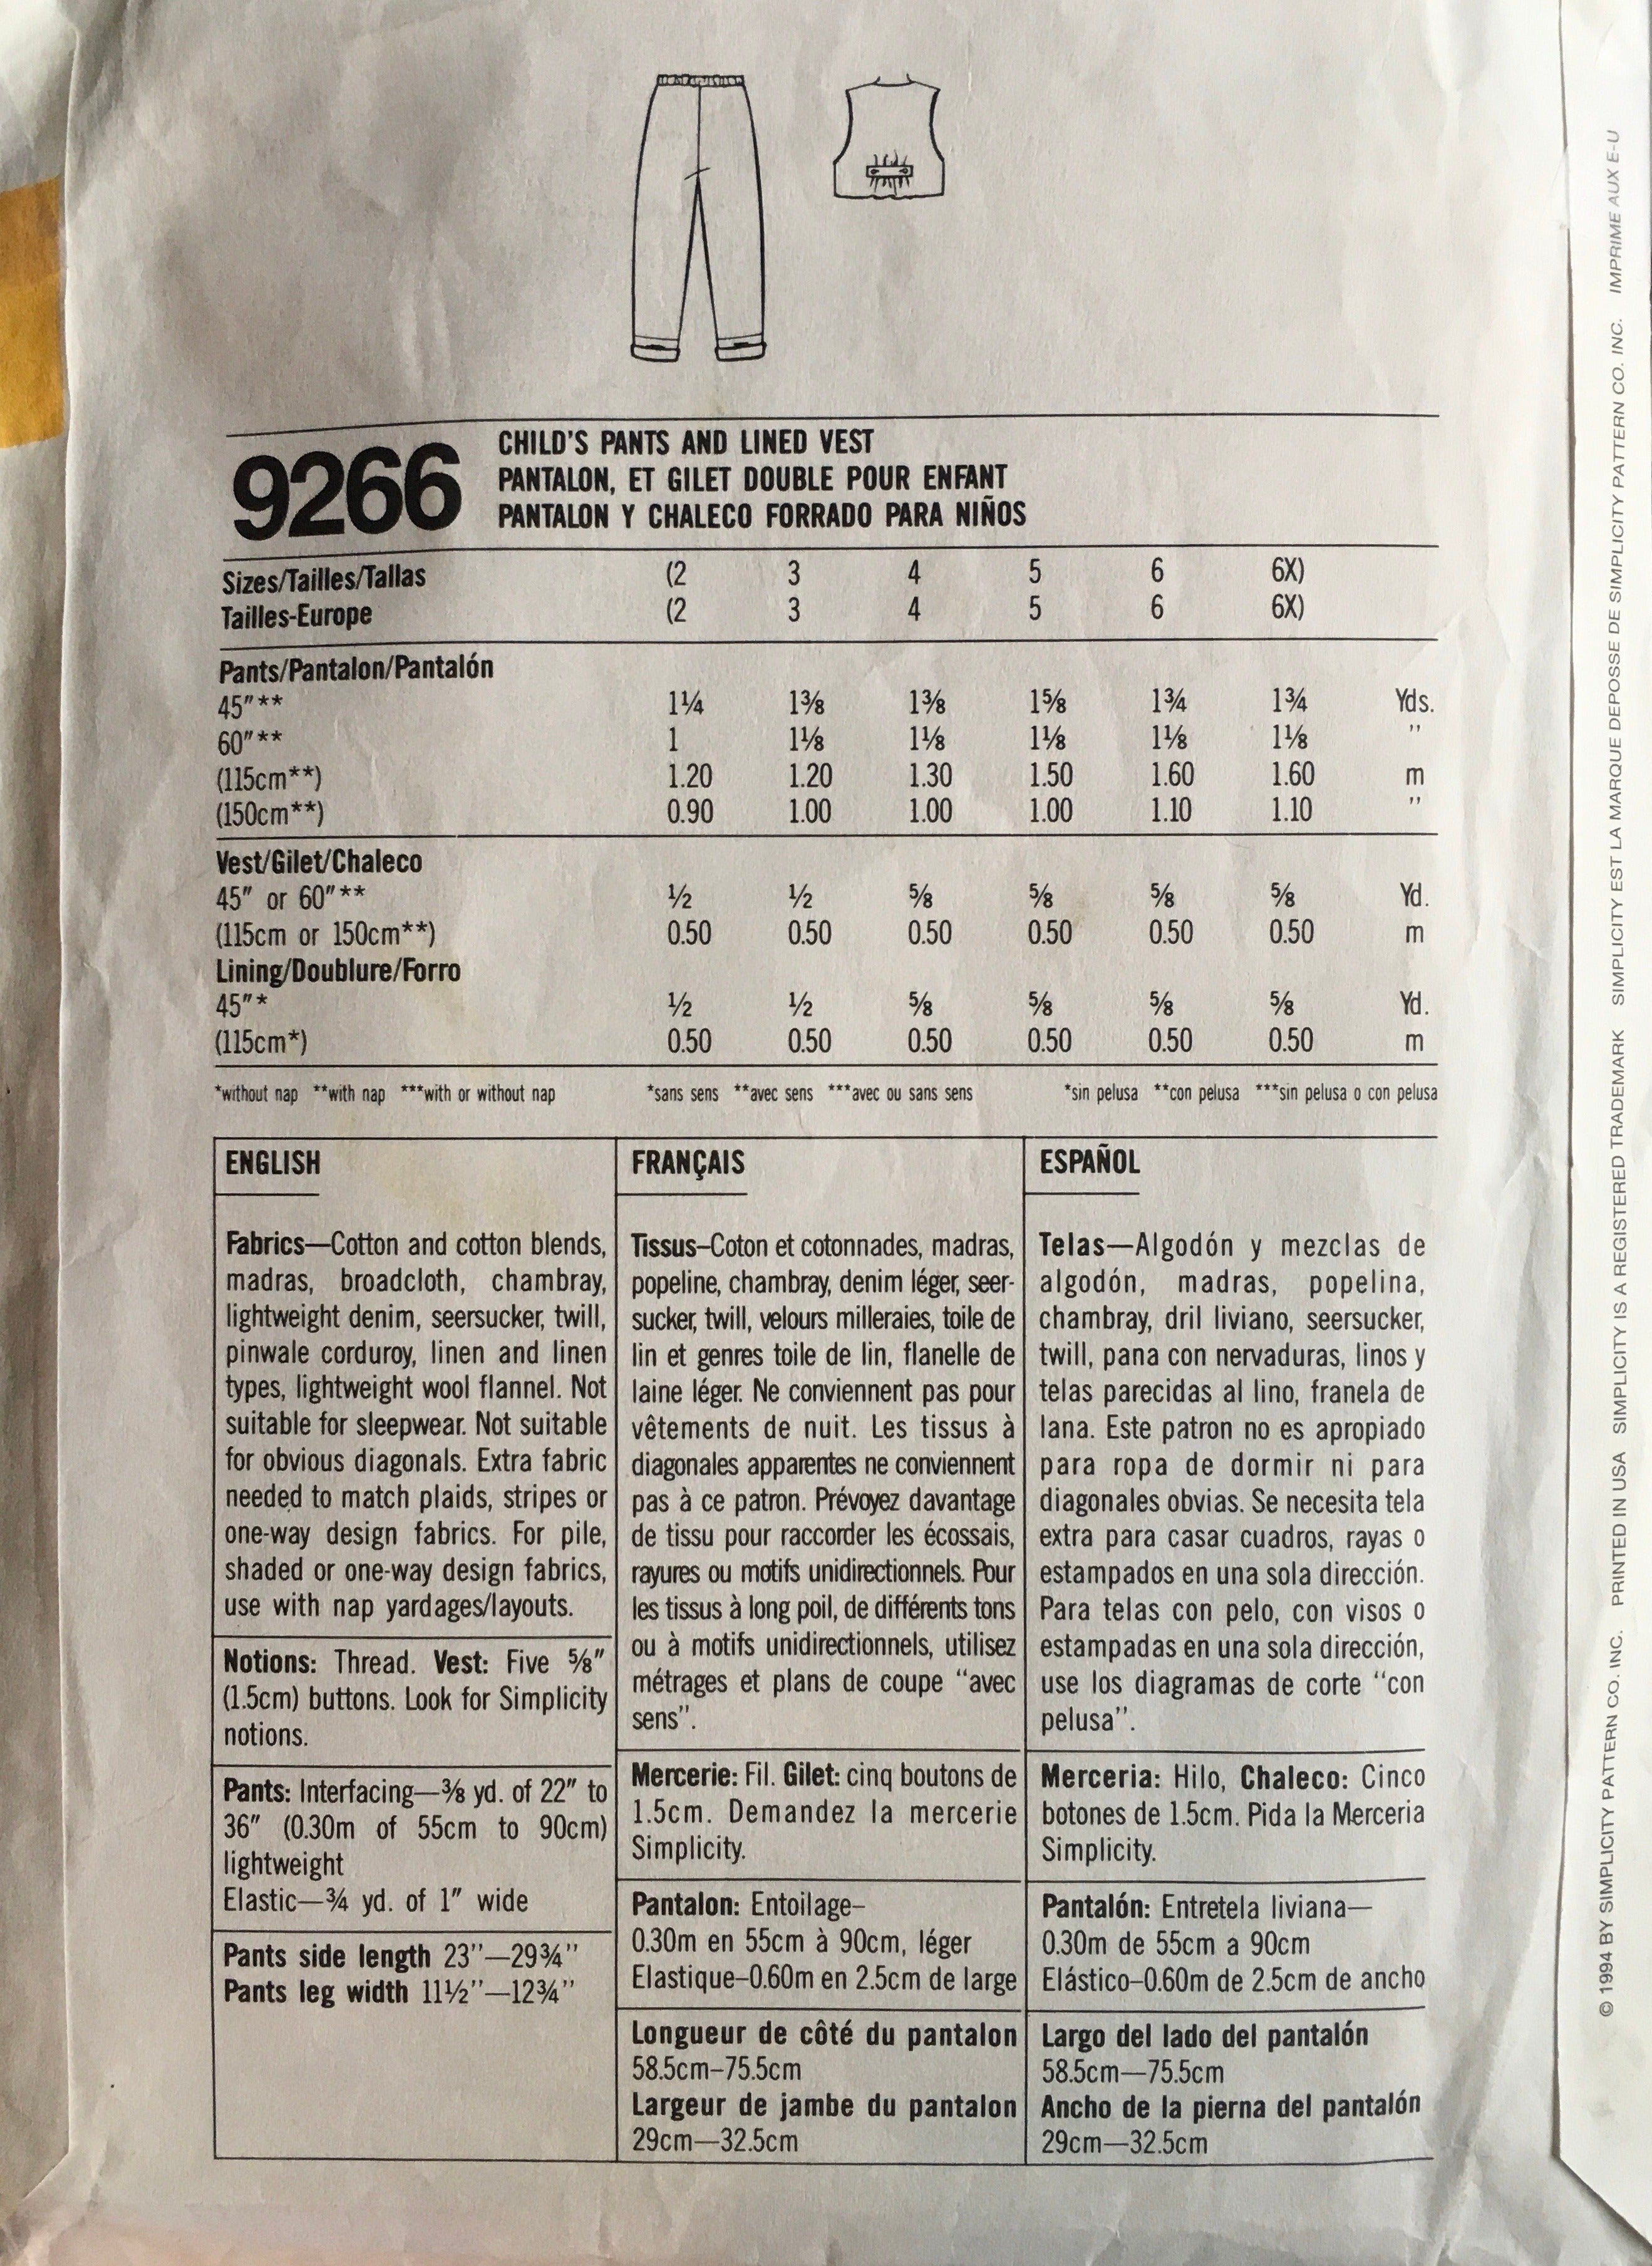 9266
CHILD'S PANTS AND LINED VEST
PANTALON, ET GILET DOUBLE POUR ENFANT
PANTALON Y CHALECO FORRADO PARA NIÑOS
Sizes/Tailles/Tallas (2 3 4 5 6 6X)
Tailles-Europe (2 3 4 5 6 6X)
Pants/Pantalon/Pantalón
45″** 1¼ 1⅜ 1⅜ 1⅝ 1¾ 1¾ Yds.
60″** 1 1⅛ 1⅛ 1⅛ 1⅛ 1⅛ ''
(115cm**) 1.20 1.20 1.30 1.50 1.60 1.60 m
(150cm**) 0.90 1.00 1.00 1.00 1.10 1.10 ''
Vest/Gilet/Chaleco
45″ or 60″** ½ ½ ⅝ ⅝ ⅝ ⅝ Yd.
(115cm or 150cm**) 0.50 0.50 0.50 0.50 0.50 0.50 m
Lining/Doublure/Forro
45″* ½ ½ ⅝ ⅝ ⅝ ⅝ Yd.
(115cm*) 0.50 0.50 0.50 0.50 0.50 0.50 m
*without nap **with nap ***with or without nap *sans sens **avec sens ***avec ou sans sens *sin pelusa **con pelusa ***sin pelusa o con pelusa
ENGLISH
Fabrics—Cotton and cotton blends,
madras, broadcloth, chambray,
lightweight denim, seersucker, twill,
pinwale corduroy, linen and linen
types, lightweight wool flannel. Not
suitable for sleepwear. Not suitable
for obvious diagonals. Extra fabric
needed to match plaids, stripes or
one-way design fabrics. For pile,
shaded or one-way design fabrics,
use with nap yardages/layouts.
Notions: Thread. Vest: Five ⅝″
(1.5cm) buttons. Look for Simplicity
notions.
Pants: Interfacing—⅜ yd. of 22″ to
36″ (0.30m of 55cm to 90cm)
lightweight
Elastic—¾ yd. of 1″ wide
Pants side length 23''—29¾''
Pants leg width 11½''—12¾''
FRANÇAIS
Tissus–Coton et cotonnades, madras,
popeline, chambray, denim léger, seer-
sucker, twill, velours milleraies, toile de
lin et genres toile de lin, flanelle de
laine léger. Ne conviennent pas pour
vêtements de nuit. Les tissus à
diagonales apparentes ne conviennent
pas à ce patron. Prévoyez davantage
de tissu pour raccorder les écossais,
rayures ou motifs unidirectionnels. Pour
les tissus à long poil, de différents tons
ou à motifs unidirectionnels, utilisez
métrages et plans de coupe “avec
sens”.
Mercerie: Fil. Gilet: cinq boutons de
1.5cm. Demandez la mercerie
Simplicity.
Pantalon: Entoilage–
0.30m en 55cm à 90cm, léger
Elastique–0.60m en 2.5cm de large
Longueur de côté du pantalon
58.5cm–75.5cm
Largeur de jambe du pantalon
29cm—32.5cm
ESPAÑOL
Telas—Algodón y mezclas de
algodón, madras, popelina,
chambray, dril liviano, seersucker,
twill, pana con nervaduras, linos y
telas parecidas al lino, franela de
lana. Este patron no es apropiado
para ropa de dormir ni para
diagonales obvias. Se necesita tela
extra para casar cuadros, rayas o
estampados en una sola dirección.
Para telas con pelo, con visos o
estampadas en una sola dirección,
use los diagramas de corte “con
pelusa”.
Merceria: Hilo, Chaleco: Cinco
botones de 1.5cm. Pida la Merceria
Simplicity.
Pantalón: Entretela liviana—
0.30m de 55cm a 90cm
Elástico–0.60m de 2.5cm de ancho
Largo del lado del pantalón
58.5cm—75.5cm
Ancho de la pierna del pantalón
29cm—32.5cm
© 1994 BY SIMPLICITY PATTERN CO. INC. PRINTED IN USA SIMPLICITY IS A REGISTERED TRADEMARK SIMPLICITY EST LA MARQUE DEPOSSE DE SIMPLICITY PATTERN CO. INC. IMPRIME AUX E-U